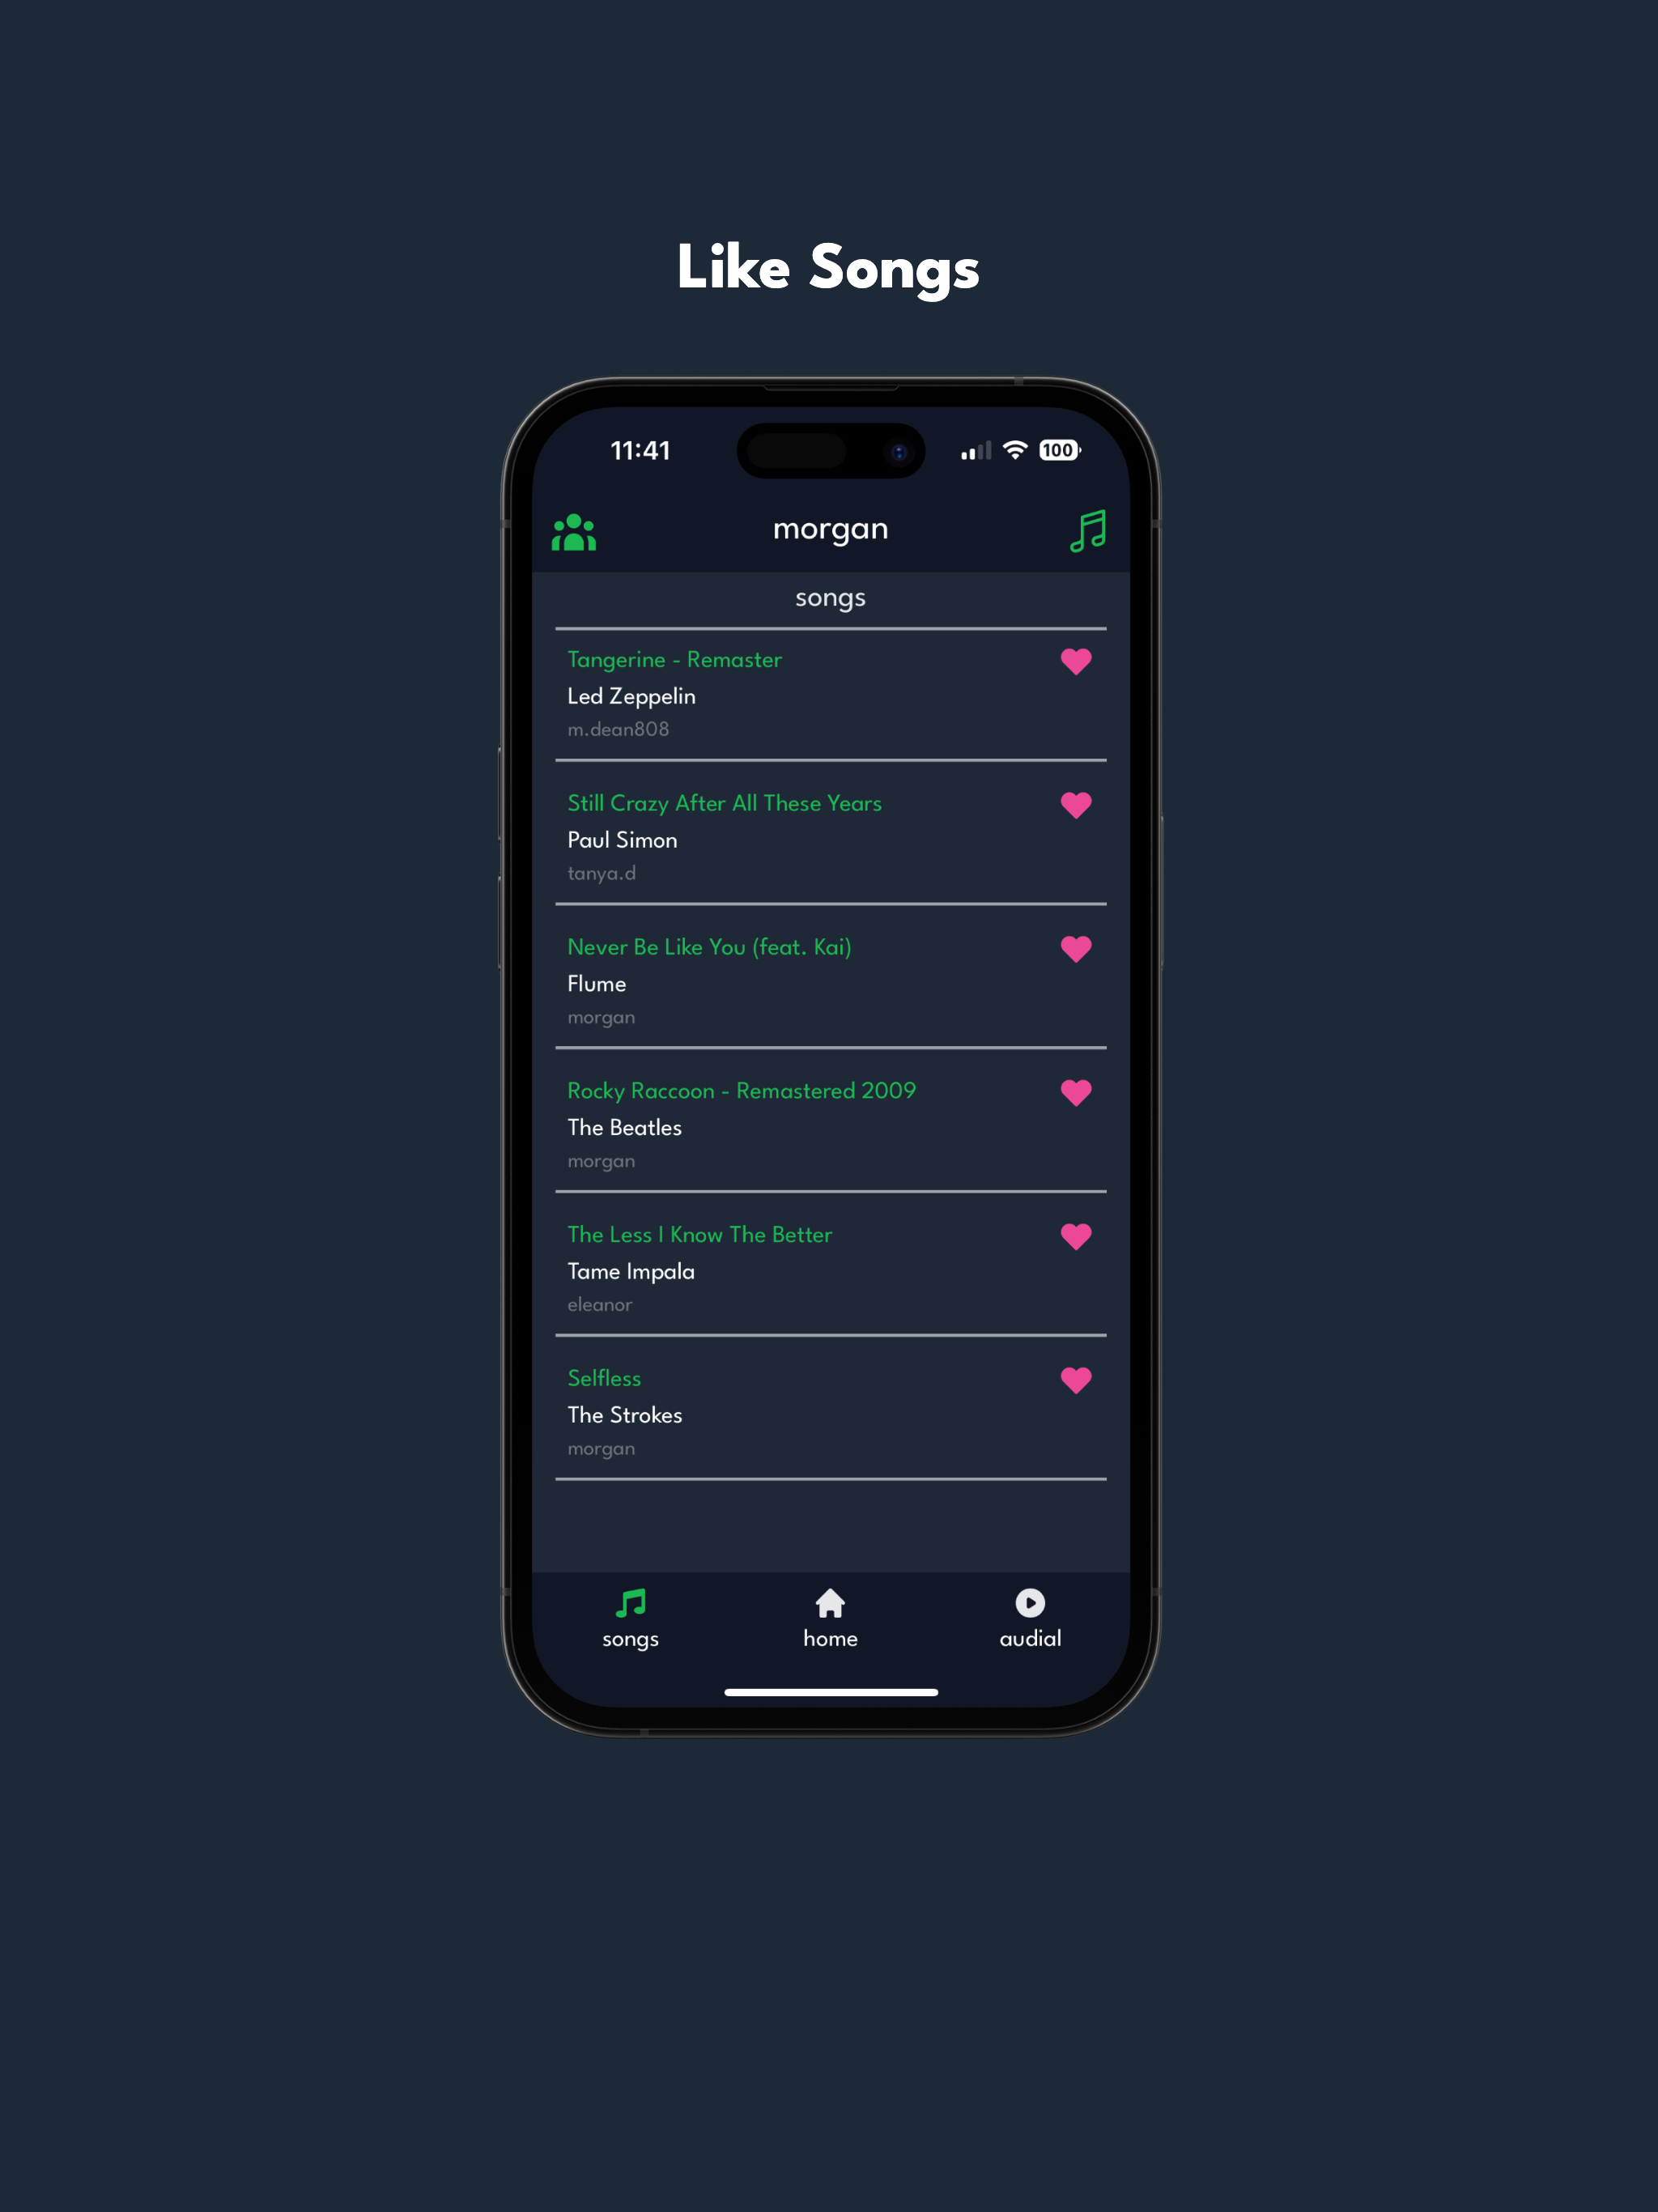 Like Songs
11:41
100
morgan
songs
Tangerine - Remaster
Led Zeppelin
m.dean808
Still Crazy After All These Years
Paul Simon
tanya.d
Never Be Like You (feat. Kai)
Flume
morgan
Rocky Raccoon - Remastered 2009
The Beatles
morgan
The Less I Know The Better
Tame Impala
eleanor
Selfless
The Strokes
morgan
songs
home
audial